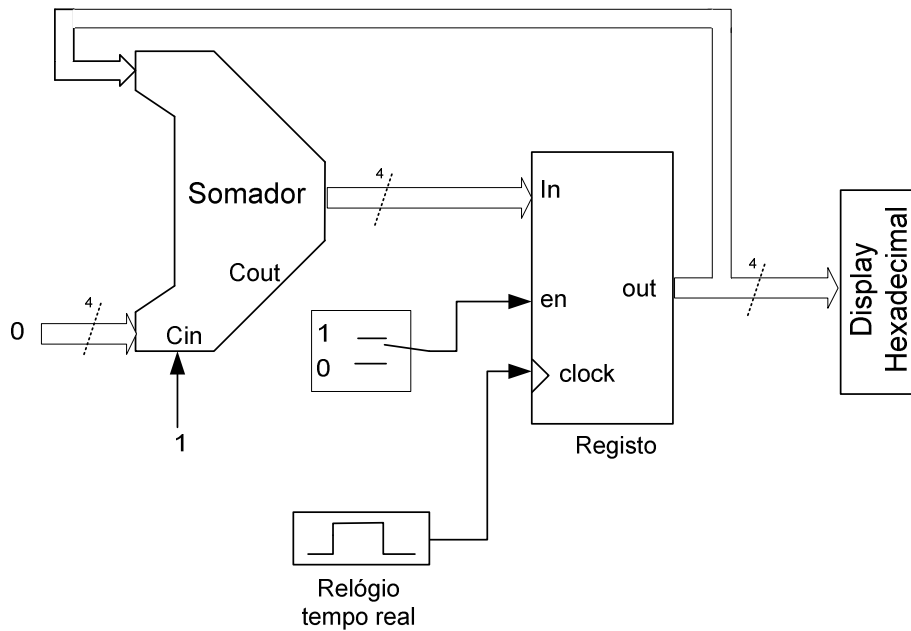 4
Somador
In
Cout
4
0
Cin
1
1
0
en
out
clock
Registo
4
Display
Hexadecimal
Relógio
tempo real